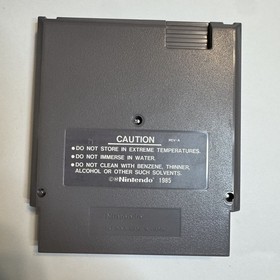 CAUTION
●DO NOT STORE IN EXTREME TEMPERATURES.
●DO NOT IMMERSE IN WATER.
●DO NOT CLEAN WITH BENZENE, THINNER,
ALCOHOL OR OTHER SUCH SOLVENTS.
©Nintendo 1985